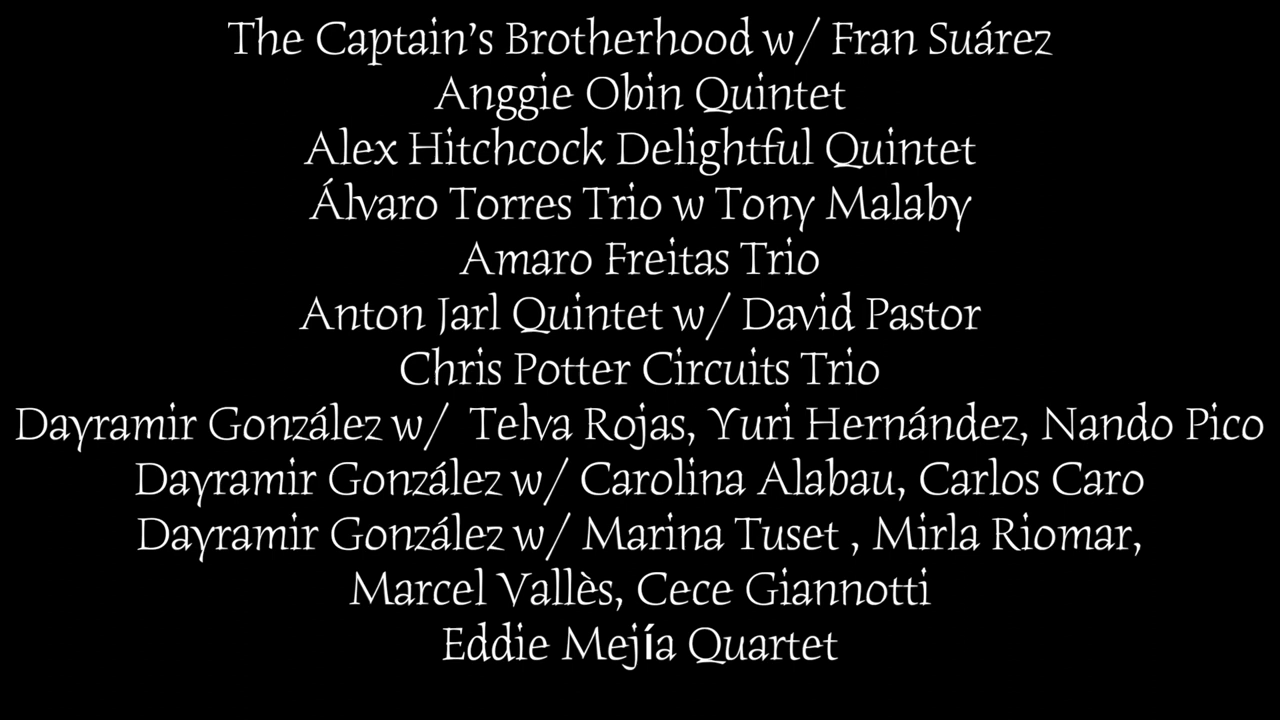 The Captain’s Brotherhood w/ Fran Suárez
Anggie Obin Quintet
Alex Hitchcock Delightful Quintet
Álvaro Torres Trio w Tony Malaby
Amaro Freitas Trio
Anton Jarl Quintet w/ David Pastor
Chris Potter Circuits Trio
Dayramir González w/ Telva Rojas, Yuri Hernández, Nando Pico
Dayramir González w/ Carolina Alabau, Carlos Caro
Dayramir González w/ Marina Tuset , Mirla Riomar,
Marcel Vallès, Cece Giannotti
Eddie Mejía Quartet